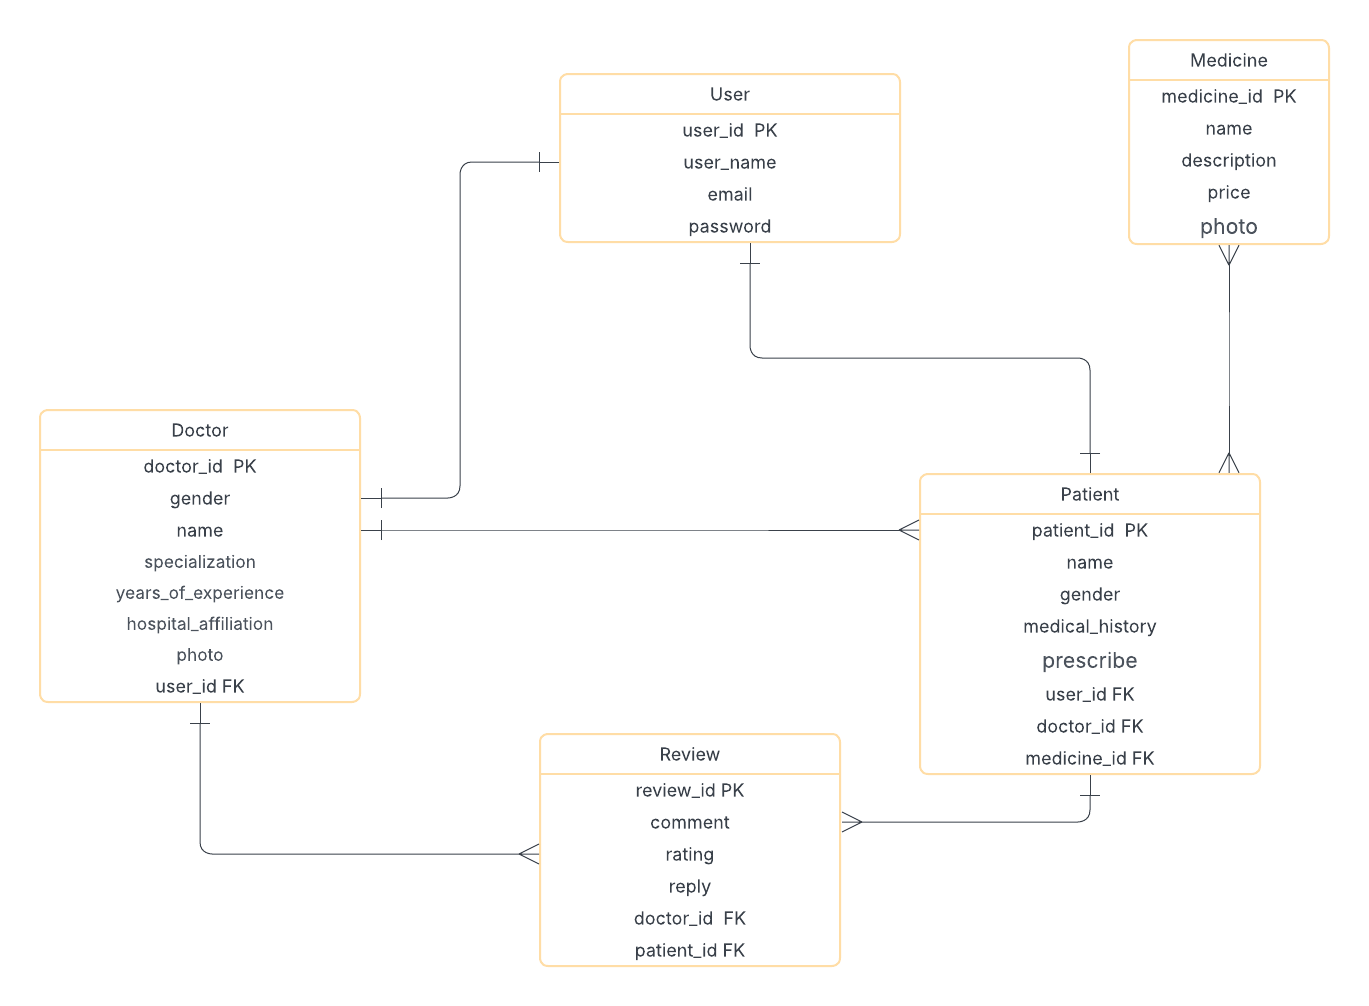 User
user_id  PK
user_name
email
password
Medicine
medicine_id  PK
name
description
price
photo
Doctor
doctor_id  PK
gender
name
specialization
years_of_experience
hospital_affiliation
photo
user_id FK
Patient
patient_id  PK
name
gender
medical_history
prescribe
user_id FK
doctor_id FK
medicine_id FK
Review
review_id PK
comment
rating
reply
doctor_id  FK
patient_id FK